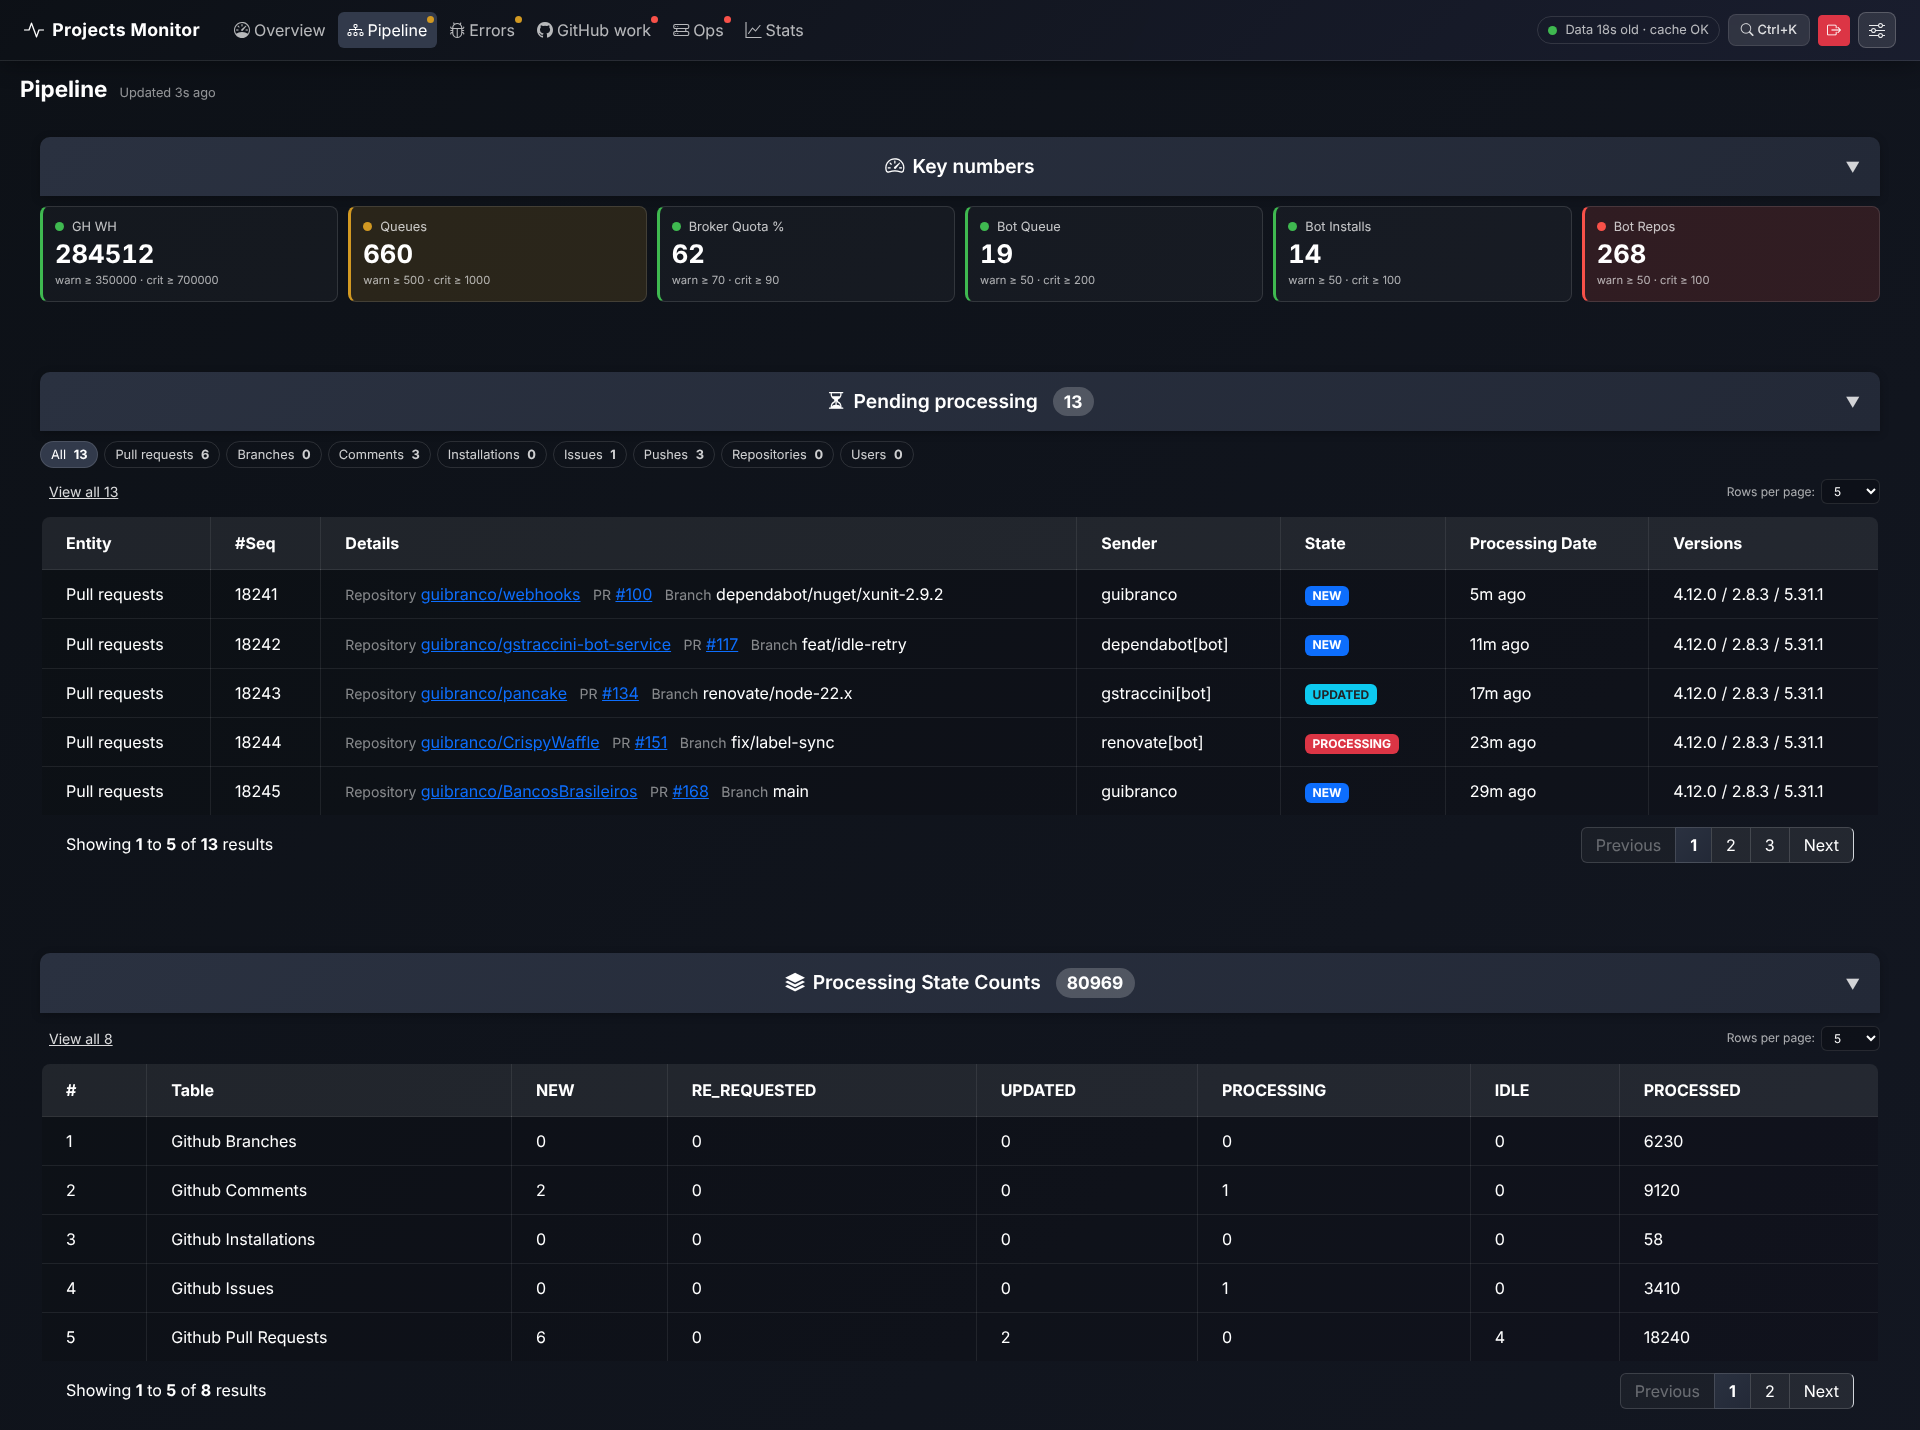 Projects Monitor Overview Pipeline Errors GitHub work Ops Stats Data 18s old · cache OK Ctrl+K
Pipeline Updated 3s ago
Key numbers ▼
GH WH
284512
warn ≥ 350000 · crit ≥ 700000
Queues
660
warn ≥ 500 · crit ≥ 1000
Broker Quota %
62
warn ≥ 70 · crit ≥ 90
Bot Queue
19
warn ≥ 50 · crit ≥ 200
Bot Installs
14
warn ≥ 50 · crit ≥ 100
Bot Repos
268
warn ≥ 50 · crit ≥ 100
Pending processing 13 ▼
All 13 Pull requests 6 Branches 0 Comments 3 Installations 0 Issues 1 Pushes 3 Repositories 0 Users 0
View all 13 Rows per page: 5
Entity #Seq Details Sender State Processing Date Versions
Pull requests 18241 Repository guibranco/webhooks PR #100 Branch dependabot/nuget/xunit-2.9.2 guibranco NEW 5m ago 4.12.0 / 2.8.3 / 5.31.1
Pull requests 18242 Repository guibranco/gstraccini-bot-service PR #117 Branch feat/idle-retry dependabot[bot] NEW 11m ago 4.12.0 / 2.8.3 / 5.31.1
Pull requests 18243 Repository guibranco/pancake PR #134 Branch renovate/node-22.x gstraccini[bot] UPDATED 17m ago 4.12.0 / 2.8.3 / 5.31.1
Pull requests 18244 Repository guibranco/CrispyWaffle PR #151 Branch fix/label-sync renovate[bot] PROCESSING 23m ago 4.12.0 / 2.8.3 / 5.31.1
Pull requests 18245 Repository guibranco/BancosBrasileiros PR #168 Branch main guibranco NEW 29m ago 4.12.0 / 2.8.3 / 5.31.1
Showing 1 to 5 of 13 results Previous 1 2 3 Next
Processing State Counts 80969 ▼
View all 8 Rows per page: 5
# Table NEW RE_REQUESTED UPDATED PROCESSING IDLE PROCESSED
1 Github Branches 0 0 0 0 0 6230
2 Github Comments 2 0 0 1 0 9120
3 Github Installations 0 0 0 0 0 58
4 Github Issues 0 0 0 1 0 3410
5 Github Pull Requests 6 0 2 0 4 18240
Showing 1 to 5 of 8 results Previous 1 2 Next